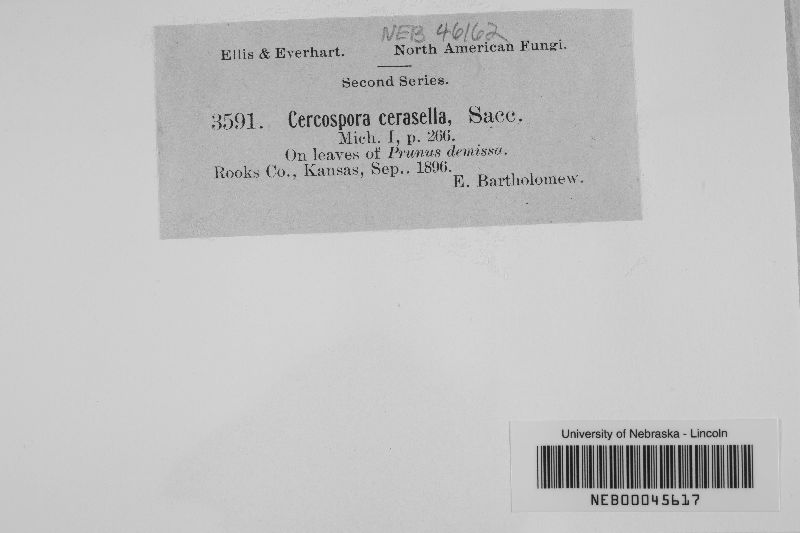 NEB 46162
Ellis & Everhart. North American Fungi.
Second Series.
3591. Cercospora cerasella, Sacc.
Mich. I, p. 266.
On leaves of Prunus demissa.
Rooks Co., Kansas, Sep.. 1896.
E. Bartholomew.
University of Nebraska - Lincoln
NEB00045617